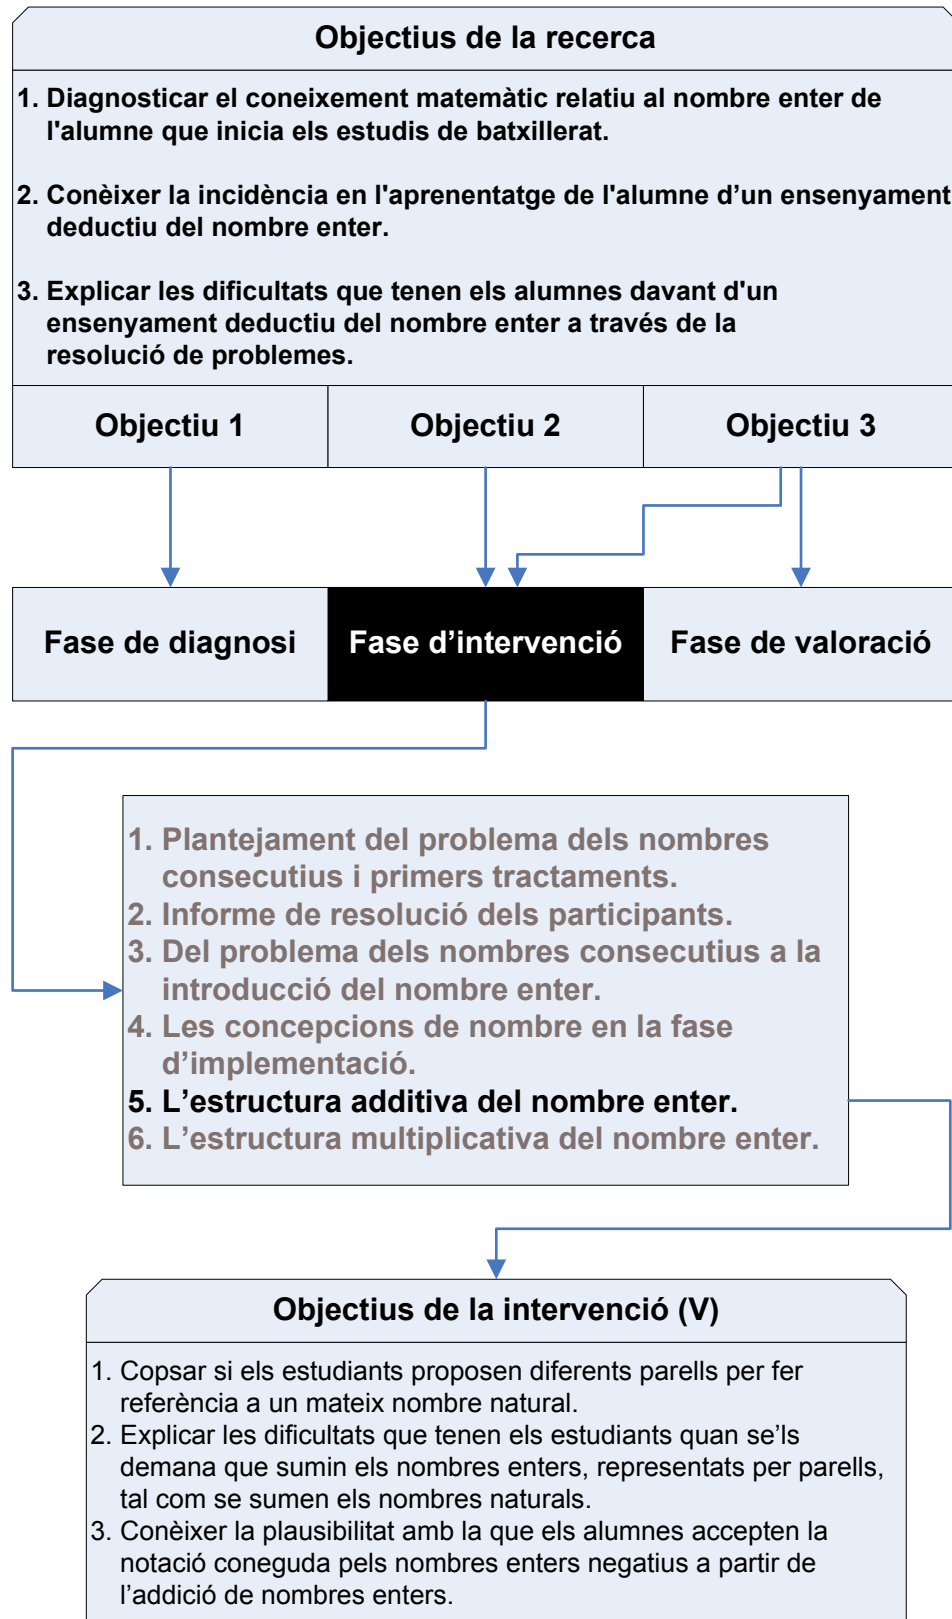 Objectius de la recerca
1. Diagnosticar el coneixement matemàtic relatiu al nombre enter de
l'alumne que inicia els estudis de batxillerat.
2. Conèixer la incidència en l'aprenentatge de l'alumne d’un ensenyament
deductiu del nombre enter.
3. Explicar les dificultats que tenen els alumnes davant d'un
ensenyament deductiu del nombre enter a través de la
resolució de problemes.
Objectiu 1
Objectiu 2
Objectiu 3
Fase de diagnosi
Fase d’intervenció
Fase de valoració
1. Plantejament del problema dels nombres
consecutius i primers tractaments.
2. Informe de resolució dels participants.
3. Del problema dels nombres consecutius a la
introducció del nombre enter.
4. Les concepcions de nombre en la fase
d’implementació.
5. L’estructura additiva del nombre enter.
6. L’estructura multiplicativa del nombre enter.
Objectius de la intervenció (V)
1. Copsar si els estudiants proposen diferents parells per fer
referència a un mateix nombre natural.
2. Explicar les dificultats que tenen els estudiants quan se’ls
demana que sumin els nombres enters, representats per parells,
tal com se sumen els nombres naturals.
3. Conèixer la plausibilitat amb la que els alumnes accepten la
notació coneguda pels nombres enters negatius a partir de
l’addició de nombres enters.